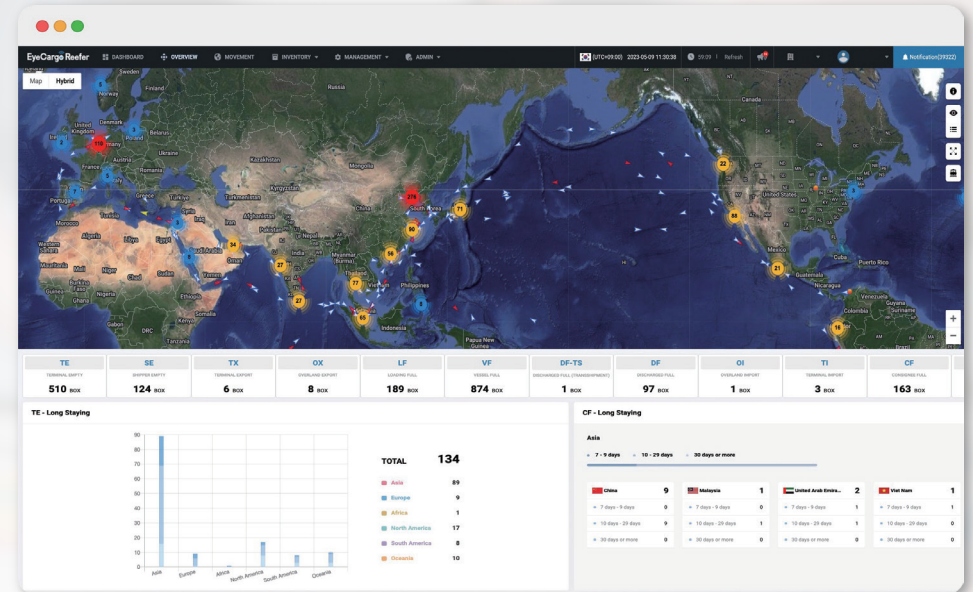 EyeCargo Reefer DASHBOARD OVERVIEW MOVEMENT INVENTORY MANAGEMENT ADMIN (UTC+09:00) 2023-05-09 11:30:38 59:09 | Refresh Notification(39322)
Map Hybrid
Sweden
Finland
Norway
Russia
Canada
United Kingdom
Denmark
Poland
Belarus
Ukraine
France
Austria
Romania
Italy
Kazakhstan
Mongolia
Portugal
Greece
Türkiye
Turkmenistan
Kyrgyzstan
China
South Korea
United States
Morocco
Tunisia
Syria
Iraq
Iran
Afghanistan
Pakistan
Nepal
Algeria
Libya
Egypt
Saudi Arabia
Oman
India
Myanmar
(Burma)
Mexico
Cuba
Puerto Rico
Western
Sahara
Mauritania
Mali
Niger
Chad
Sudan
Yemen
Thailand
Vietnam
Philippines
Guatemala
Nicaragua
Burkina
Faso
Guinea
Ghana
Nigeria
Ethiopia
Somalia
Venezuela
Guyana
Suriname
Colombia
Gabon
DRC
Kenya
Tanzania
Indonesia
Papua New
Guinea
Brazil
TE SE TX OX LF VF DF-TS DF OI TI CF
TERMINAL EMPTY SHIPPER EMPTY TERMINAL EXPORT OVERLAND EXPORT LOADING FULL VESSEL FULL DISCHARGED FULL (TRANSSHIPMENT) DISCHARGED FULL OVERLAND IMPORT TERMINAL IMPORT CONSIGNEE FULL
510 BOX 124 BOX 6 BOX 8 BOX 189 BOX 874 BOX 1 BOX 97 BOX 1 BOX 3 BOX 163 BOX
TE - Long Staying
90
80
70
60
50
40
30
20
10
0
Asia Europe Africa North America South America Oceania
TOTAL 134
Asia 89
Europe 9
Africa 1
North America 17
South America 8
Oceania 10
CF - Long Staying
Asia
7 - 9 days 10 - 29 days 30 days or more
China 9 Malaysia 1 United Arab Emira... 2 Viet Nam 1
7 days - 9 days 0 7 days - 9 days 0 7 days - 9 days 1 7 days - 9 days 1
10 days - 29 days 9 10 days - 29 days 1 10 days - 29 days 1 10 days - 29 days 0
30 days or more 0 30 days or more 0 30 days or more 0 30 days or more 0